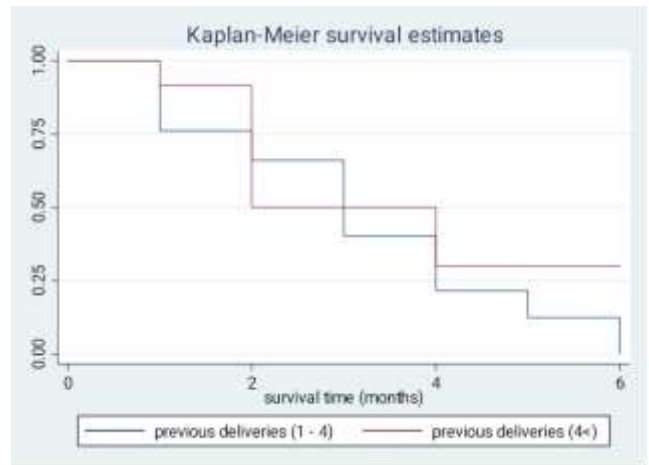 Kaplan-Meier survival estimates
1.00
0.75
0.50
0.25
0.00
0 2 4 6
survival time (months)
previous deliveries (1 - 4) previous deliveries (4<)